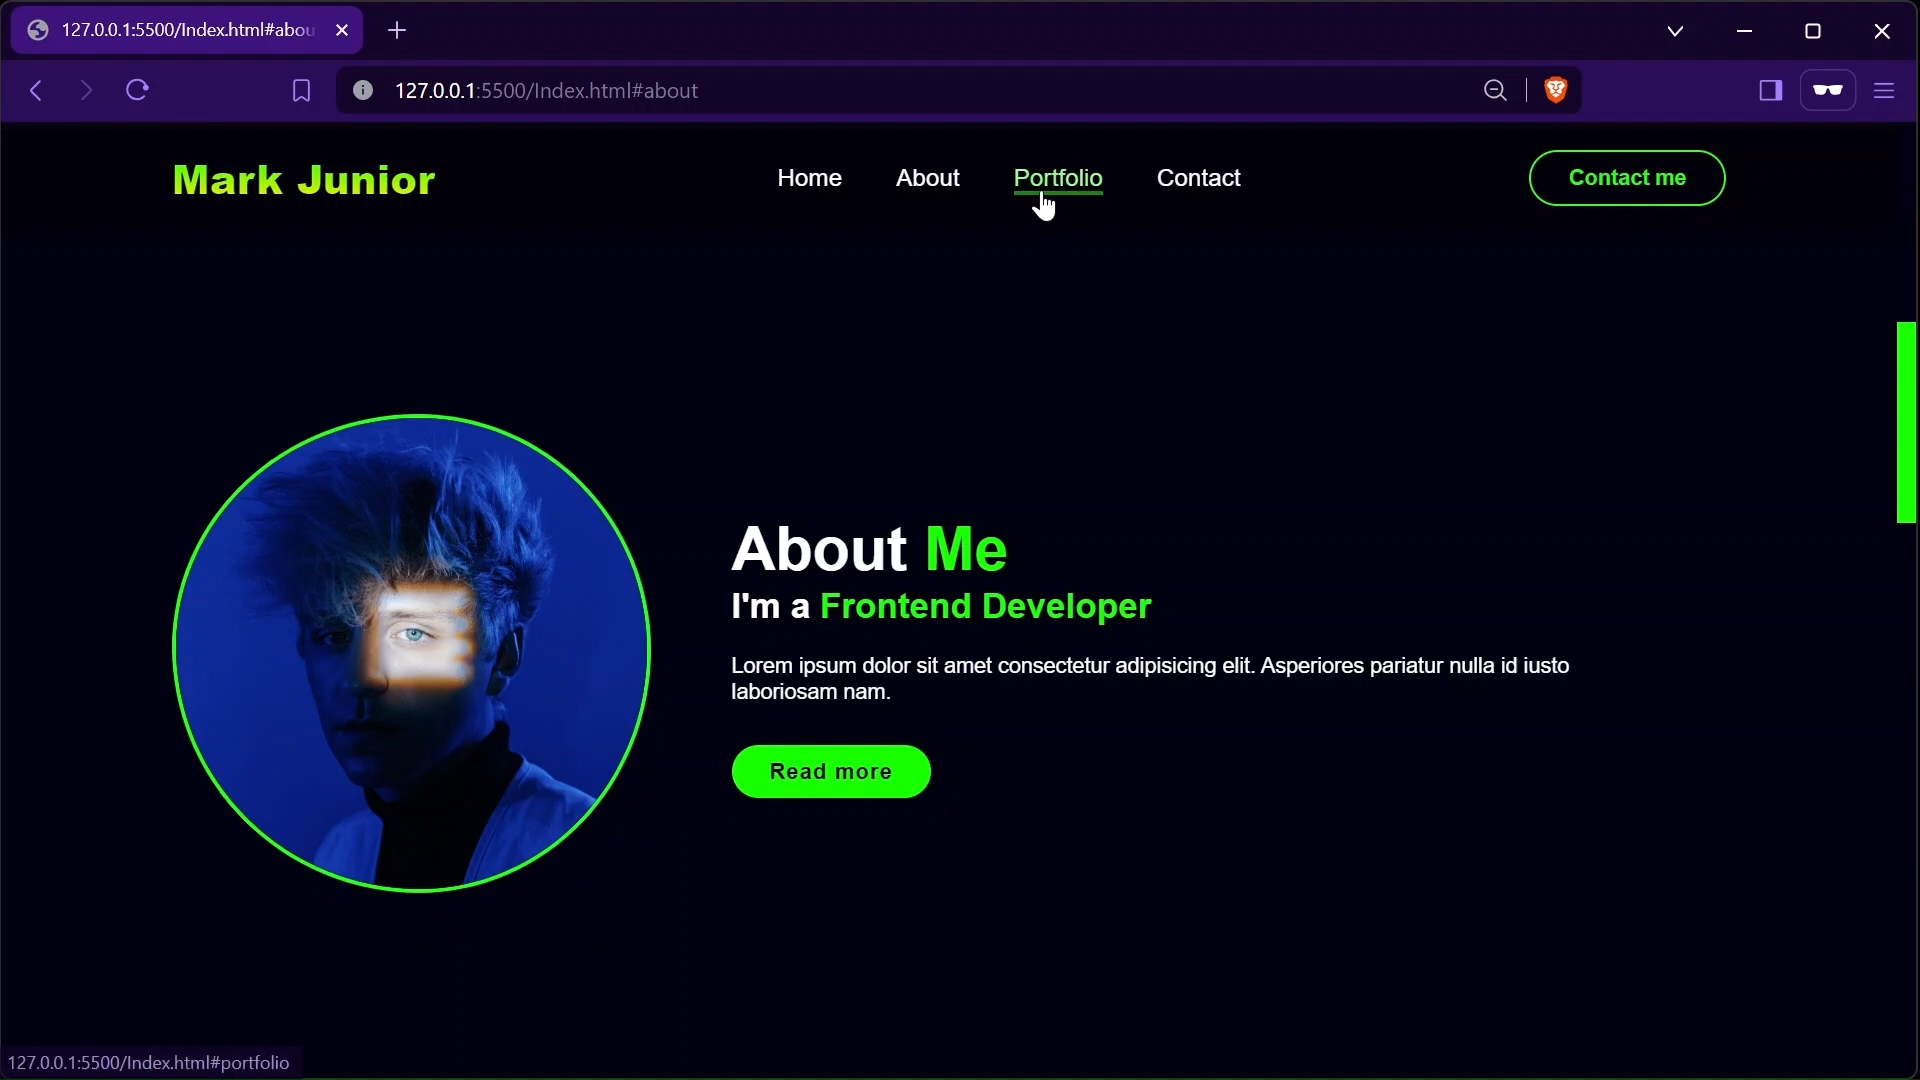 127.0.0.1:5500/Index.html#abou
127.0.0.1:5500/Index.html#about
Mark Junior
Home
About
Portfolio
Contact
Contact me
About Me
I'm a Frontend Developer
Lorem ipsum dolor sit amet consectetur adipisicing elit. Asperiores pariatur nulla id iusto
laboriosam nam.
Read more
127.0.0.1:5500/Index.html#portfolio